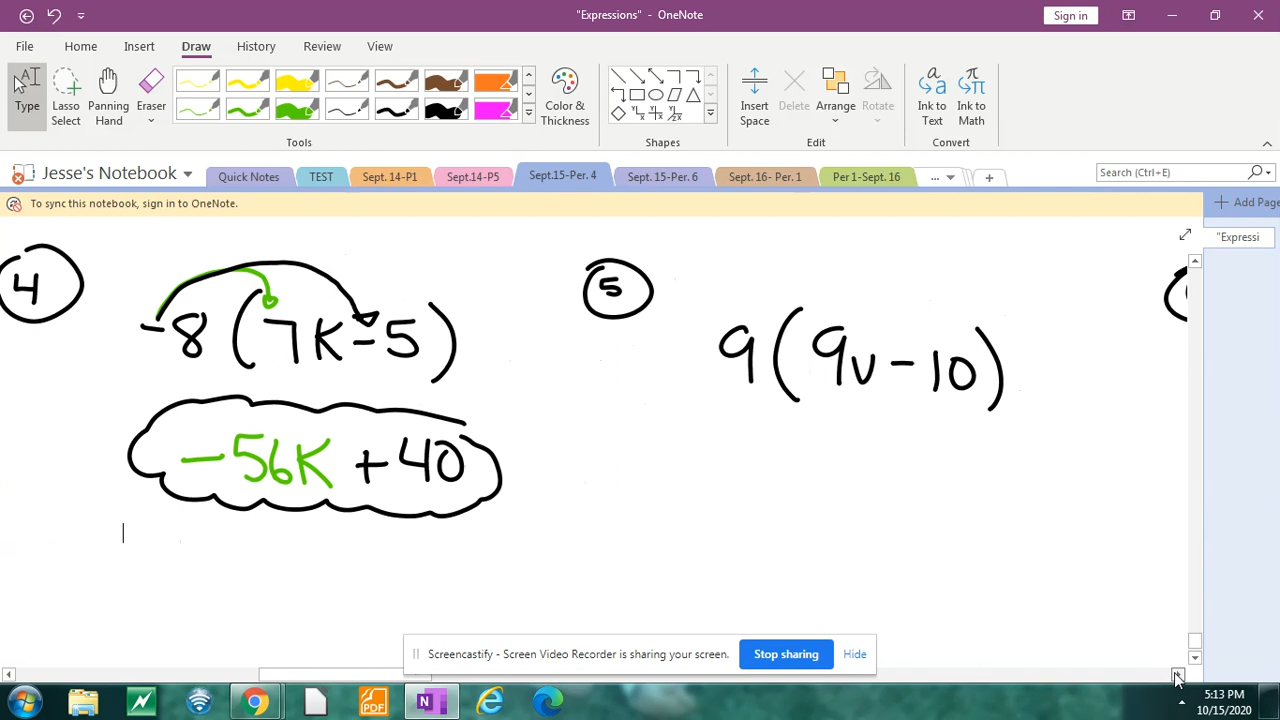 "Expressions" - OneNote
Sign in
File Home Insert Draw History Review View
Type
Lasso Select
Panning Hand
Eraser
Color & Thickness
Insert Space
Delete
Arrange
Rotate
Ink to Text
Ink to Math
Tools
Shapes
Edit
Convert
Jesse's Notebook
Quick Notes TEST Sept. 14-P1 Sept.14-P5 Sept.15-Per. 4 Sept. 15-Per. 6 Sept. 16- Per. 1 Per 1-Sept. 16 ...
Search (Ctrl+E)
To sync this notebook, sign in to OneNote.
Add Page
"Expressi
4
-8(7K-5)
-56K +40
5
9(9v-10)
Screencastify - Screen Video Recorder is sharing your screen.
Stop sharing
Hide
5:13 PM
10/15/2020